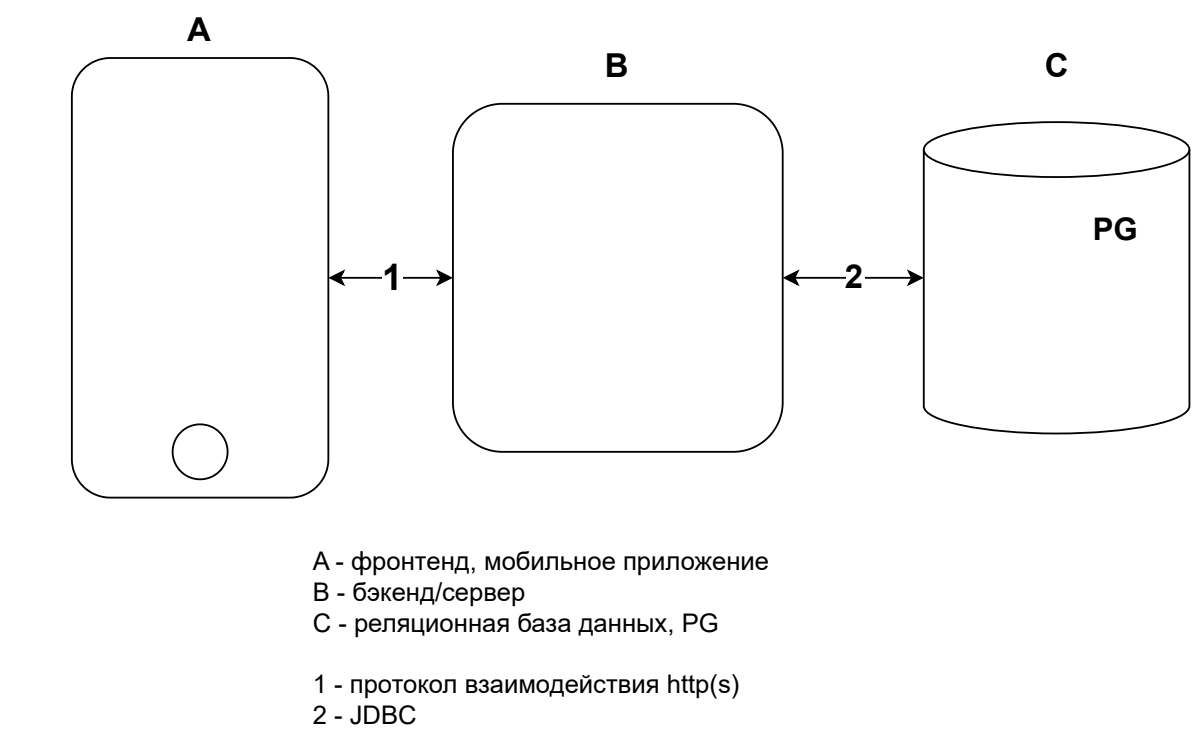 A
B
C
PG
1
2
A - фронтенд, мобильное приложение
B - бэкенд/сервер
C - реляционная база данных, PG
1 - протокол взаимодействия http(s)
2 - JDBC